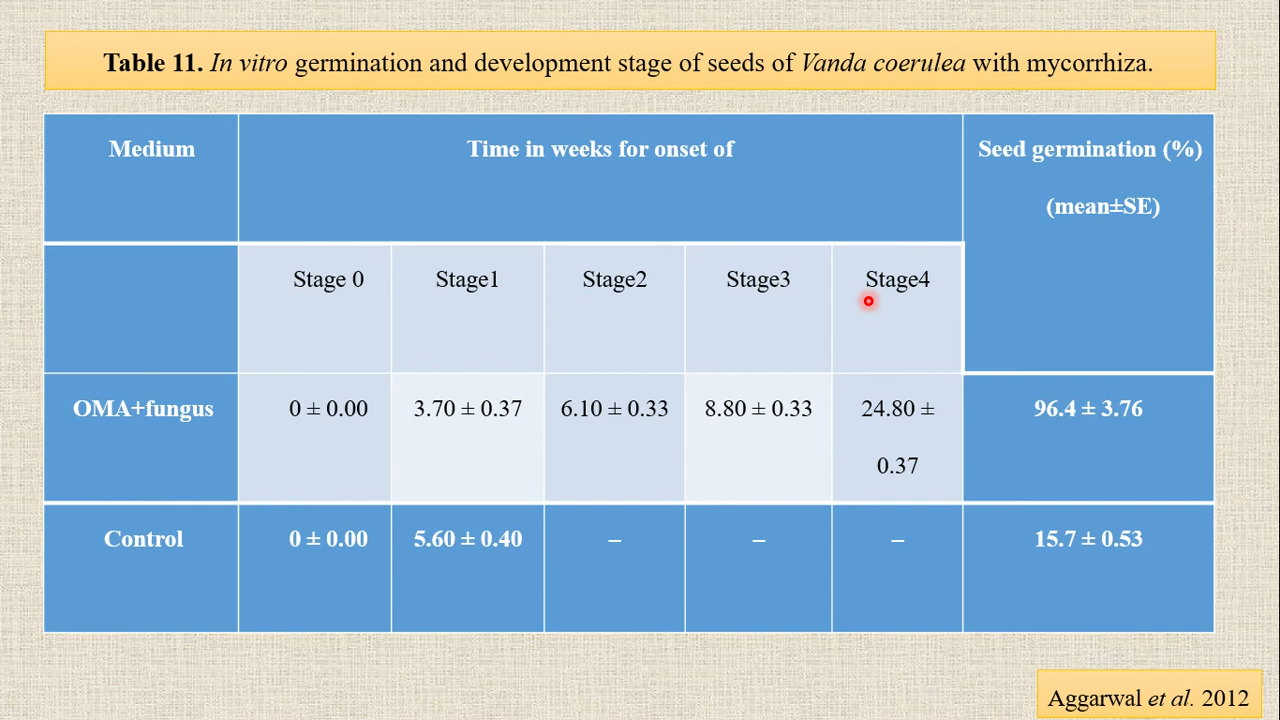 Table 11. In vitro germination and development stage of seeds of Vanda coerulea with mycorrhiza.
Medium Time in weeks for onset of Seed germination (%)
(mean±SE)
Stage 0 Stage1 Stage2 Stage3 Stage4
OMA+fungus 0 ± 0.00 3.70 ± 0.37 6.10 ± 0.33 8.80 ± 0.33 24.80 ± 96.4 ± 3.76
0.37
Control 0 ± 0.00 5.60 ± 0.40 – – – 15.7 ± 0.53
Aggarwal et al. 2012